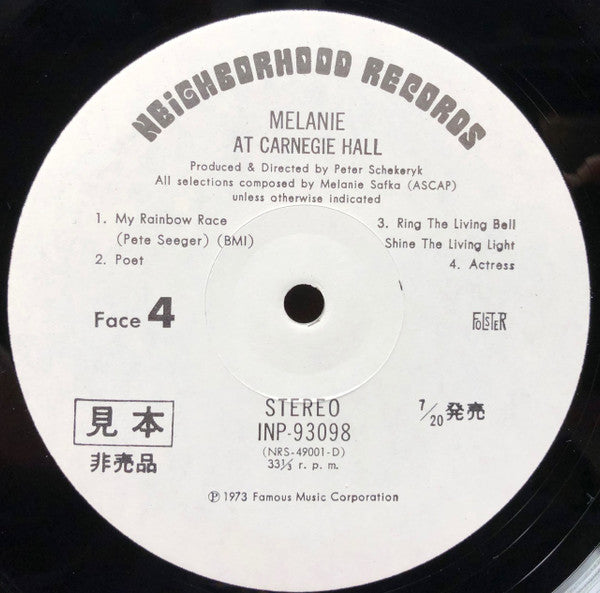 NEIGHBORHOOD RECORDS
MELANIE
AT CARNEGIE HALL
Produced & Directed by Peter Schekeryk
All selections composed by Melanie Safka (ASCAP)
unless otherwise indicated
1. My Rainbow Race
(Pete Seeger) (BMI)
2. Poet
3. Ring The Living Bell
Shine The Living Light
4. Actress
Face 4
FOLSTER
見本
非売品
STEREO
INP-93098
(NRS-49001-D)
33⅓ r. p. m.
7/20 発売
Ⓟ 1973 Famous Music Corporation